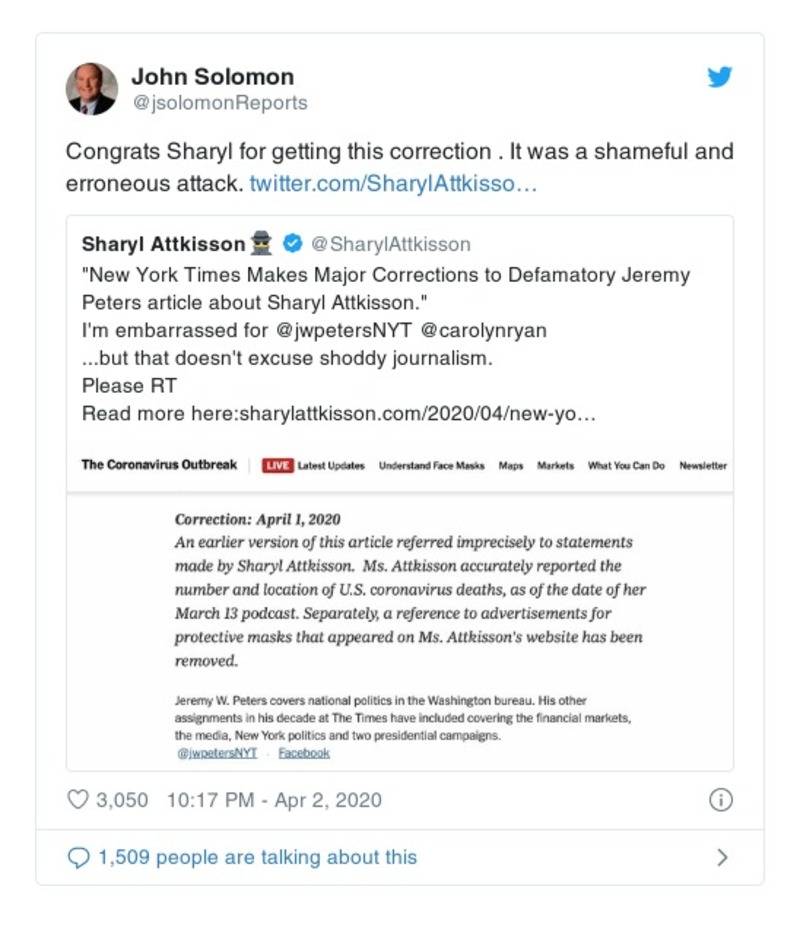 John Solomon
@jsolomonReports
Congrats Sharyl for getting this correction . It was a shameful and
erroneous attack. twitter.com/SharylAttkisso…
Sharyl Attkisson @SharylAttkisson
"New York Times Makes Major Corrections to Defamatory Jeremy
Peters article about Sharyl Attkisson."
I'm embarrassed for @jwpetersNYT @carolynryan
...but that doesn't excuse shoddy journalism.
Please RT
Read more here:sharylattkisson.com/2020/04/new-yo…
The Coronavirus Outbreak LIVE Latest Updates Understand Face Masks Maps Markets What You Can Do Newsletter
Correction: April 1, 2020
An earlier version of this article referred imprecisely to statements
made by Sharyl Attkisson. Ms. Attkisson accurately reported the
number and location of U.S. coronavirus deaths, as of the date of her
March 13 podcast. Separately, a reference to advertisements for
protective masks that appeared on Ms. Attkisson's website has been
removed.
Jeremy W. Peters covers national politics in the Washington bureau. His other
assignments in his decade at The Times have included covering the financial markets,
the media, New York politics and two presidential campaigns.
@jwpetersNYT · Facebook
3,050 10:17 PM - Apr 2, 2020
1,509 people are talking about this